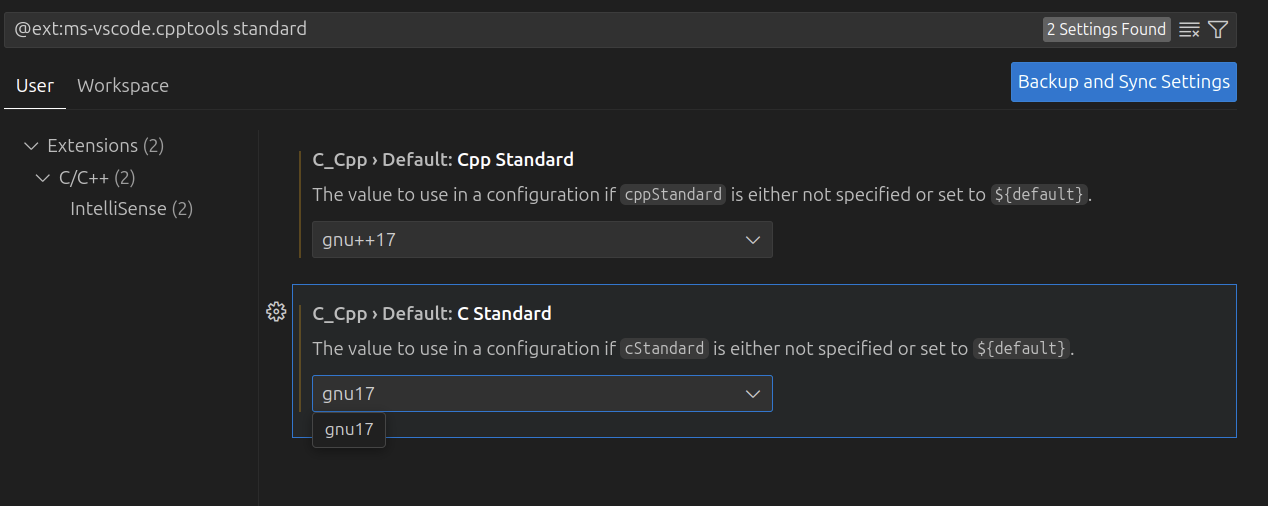 @ext:ms-vscode.cpptools standard
2 Settings Found
User
Workspace
Backup and Sync Settings
Extensions (2)
C/C++ (2)
IntelliSense (2)
C_Cpp › Default: Cpp Standard
The value to use in a configuration if cppStandard is either not specified or set to ${default}.
gnu++17
C_Cpp › Default: C Standard
The value to use in a configuration if cStandard is either not specified or set to ${default}.
gnu17
gnu17